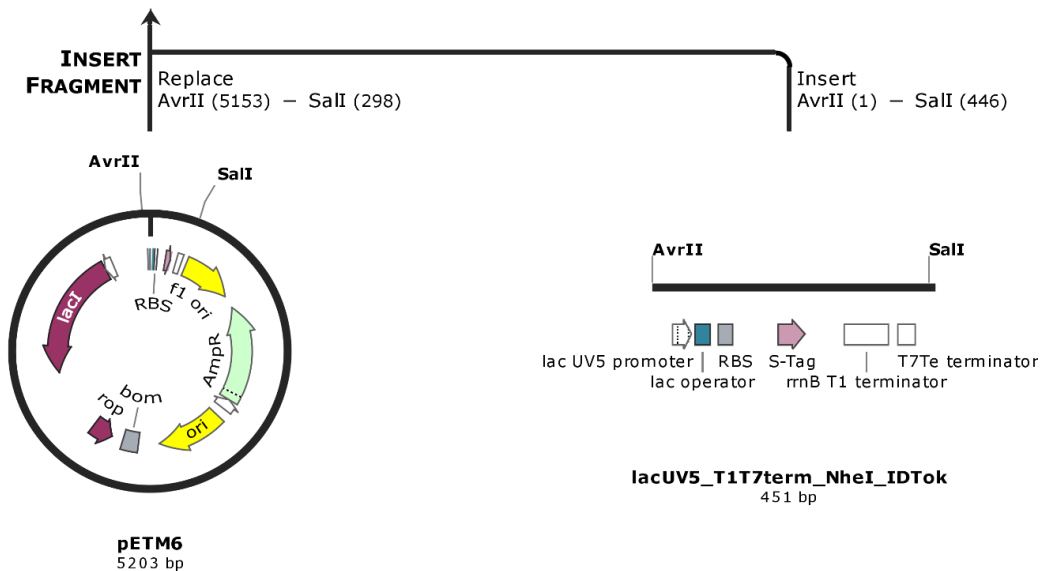 INSERT
FRAGMENT
Replace
AvrII (5153) – SalI (298)
Insert
AvrII (1) – SalI (446)
AvrII
SalI
lacI
RBS
f1 ori
AmpR
ori
bom
rop
pETM6
5203 bp
AvrII
SalI
lac UV5 promoter
RBS
S-Tag
T7Te terminator
lac operator
rrnB T1 terminator
lacUV5_T1T7term_NheI_IDTok
451 bp